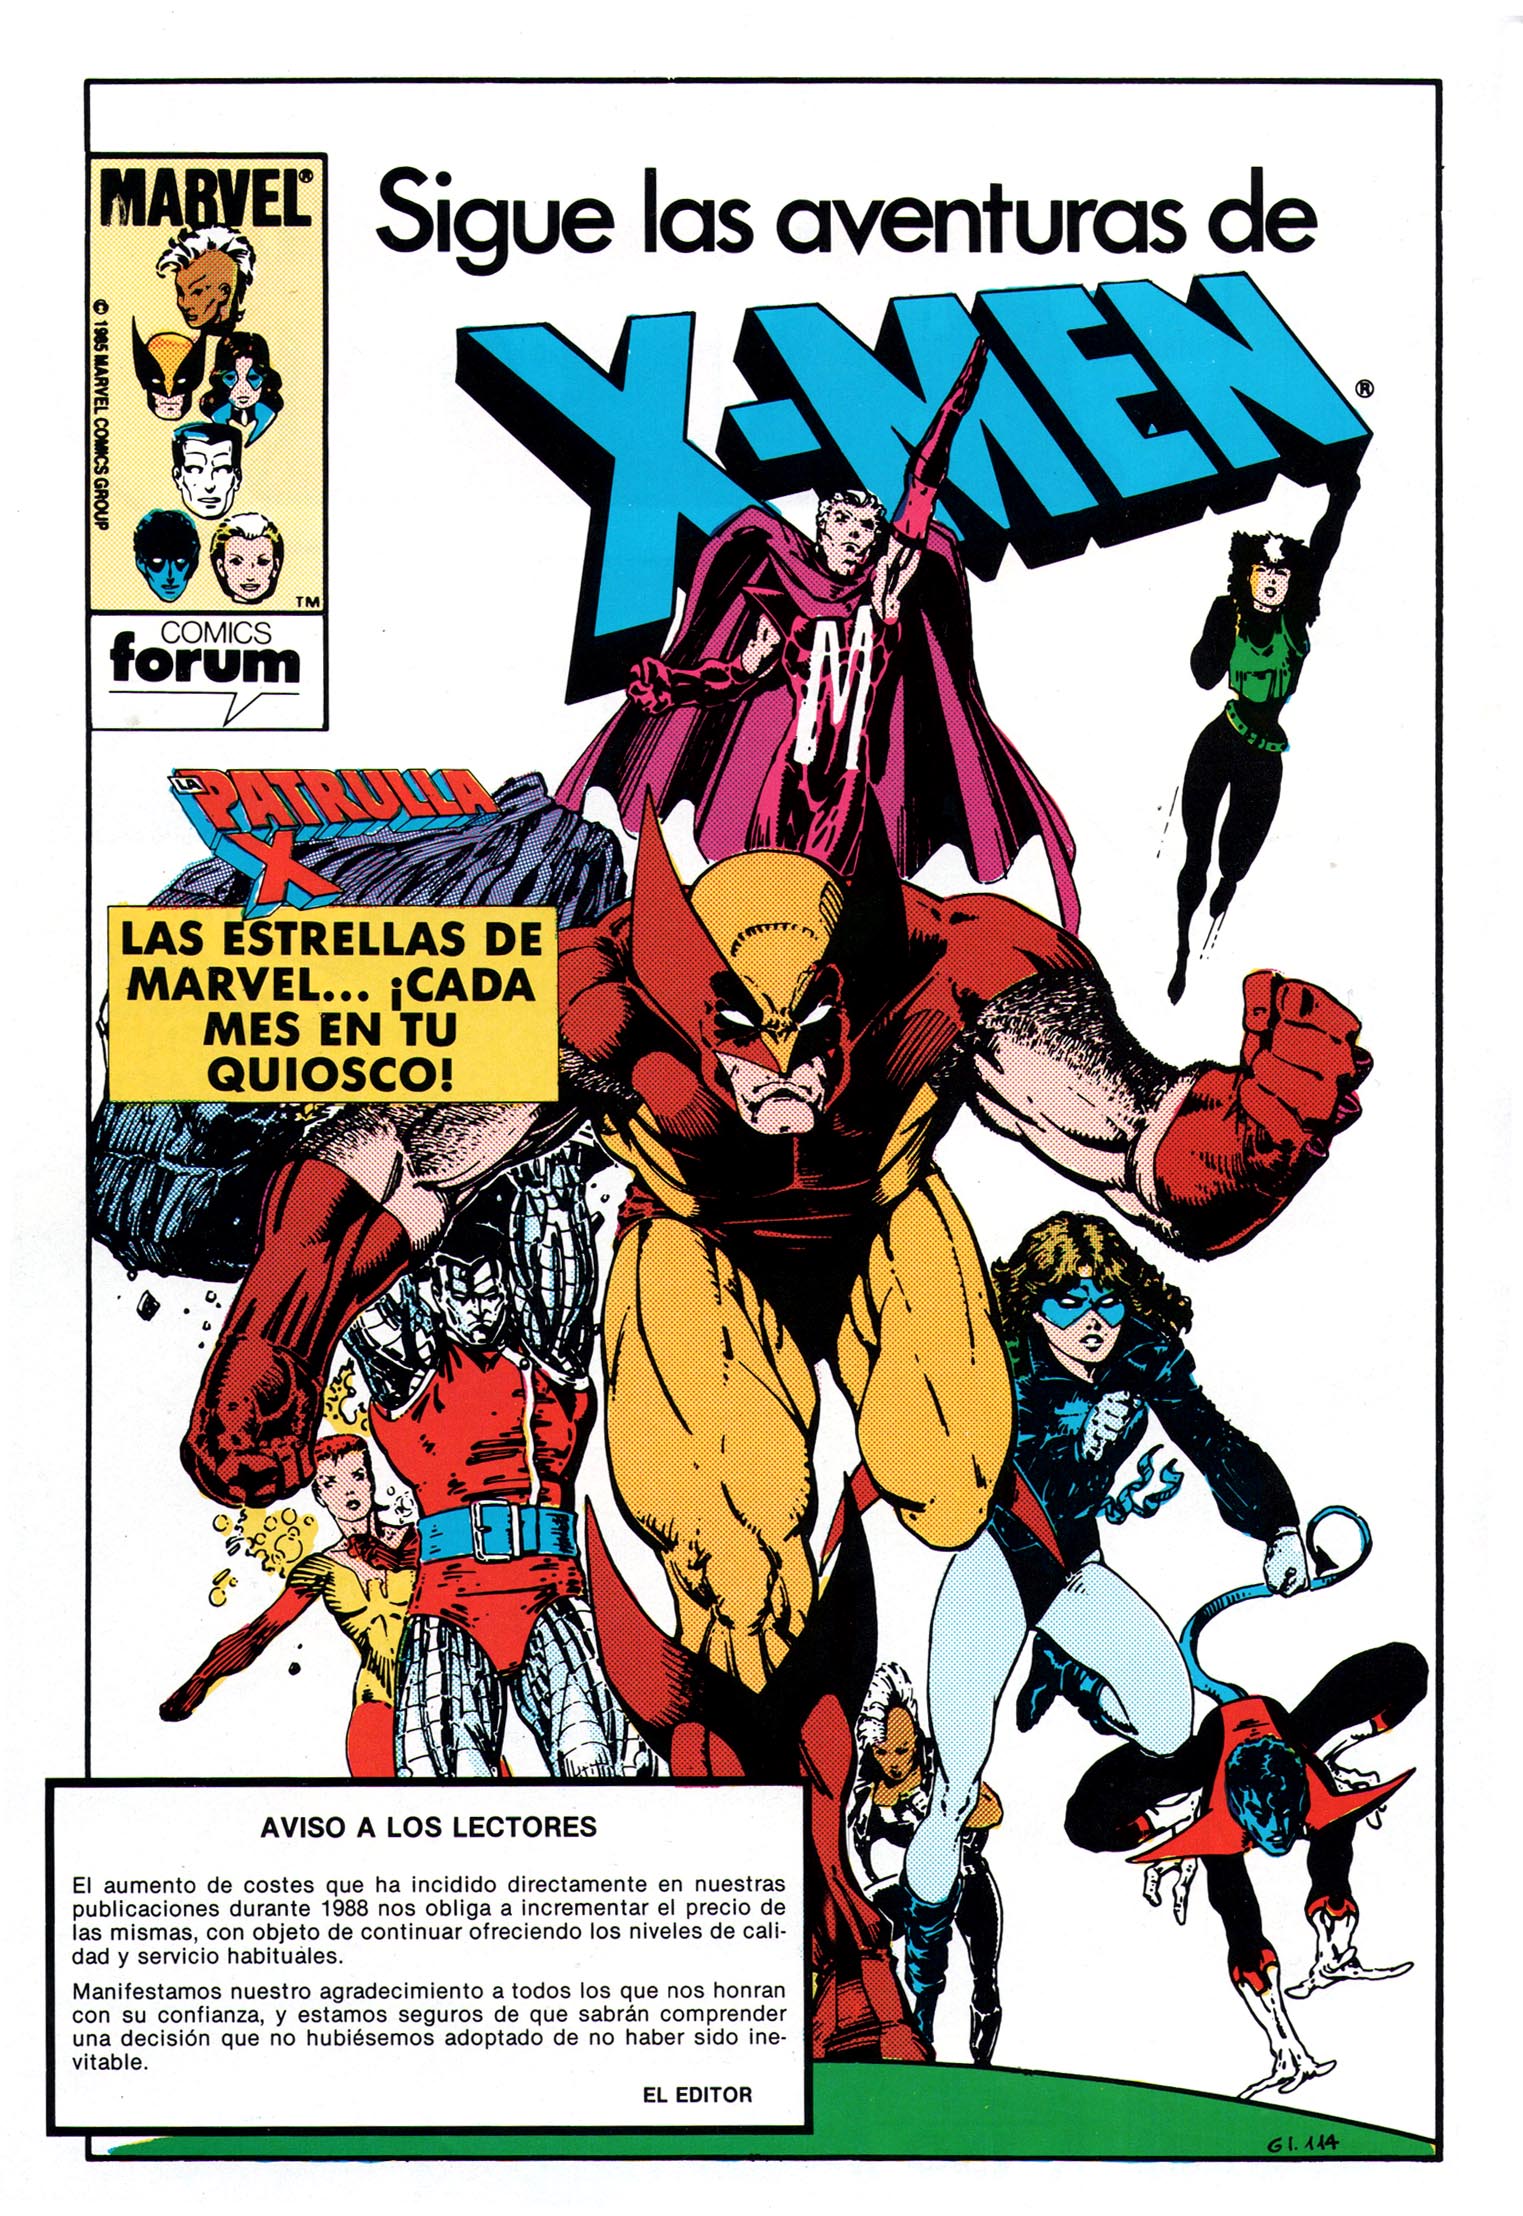 MARVEL®
© 1985 MARVEL COMICS GROUP
TM
COMICS
forum
Sigue las aventuras de
X-MEN®
M
LA
PATRULLA
X
LAS ESTRELLAS DE
MARVEL... ¡CADA
MES EN TU
QUIOSCO!
AVISO A LOS LECTORES
El aumento de costes que ha incidido directamente en nuestras
publicaciones durante 1988 nos obliga a incrementar el precio de
las mismas, con objeto de continuar ofreciendo los niveles de cali-
dad y servicio habituales.
Manifestamos nuestro agradecimiento a todos los que nos honran
con su confianza, y estamos seguros de que sabrán comprender
una decisión que no hubiésemos adoptado de no haber sido ine-
vitable.
EL EDITOR
G I. 114